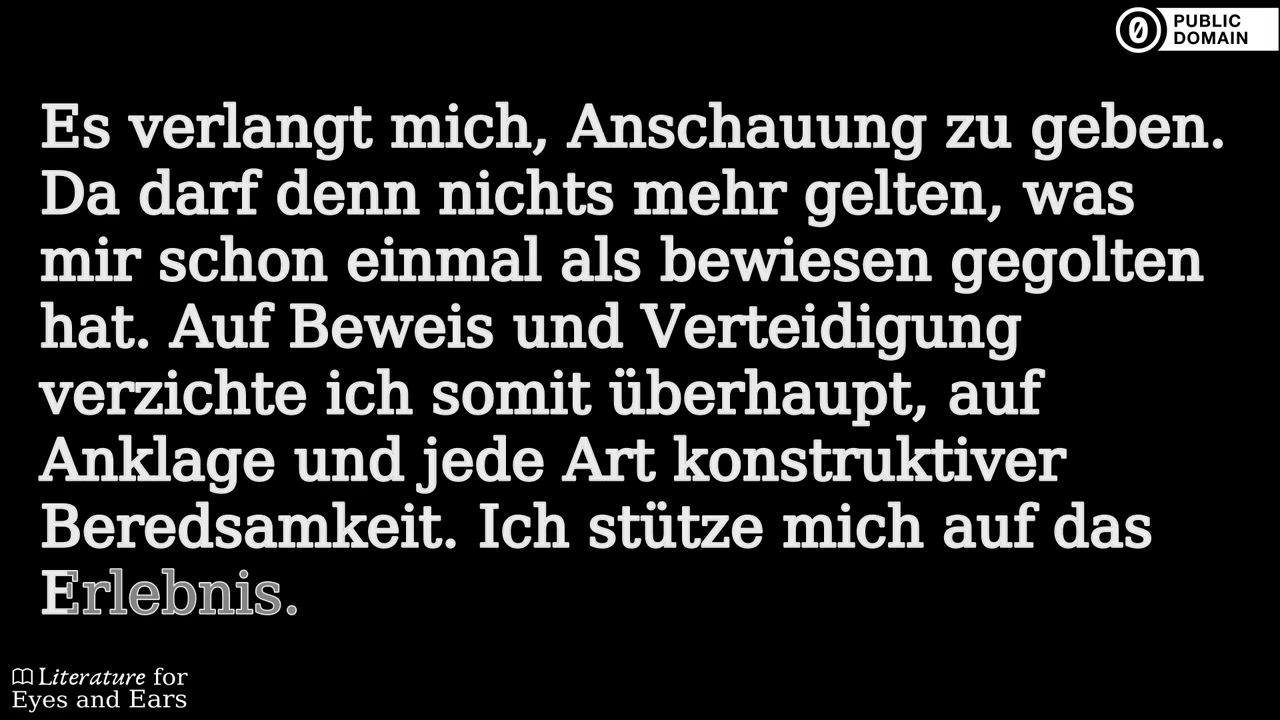 PUBLIC
DOMAIN
Es verlangt mich, Anschauung zu geben.
Da darf denn nichts mehr gelten, was
mir schon einmal als bewiesen gegolten
hat. Auf Beweis und Verteidigung
verzichte ich somit überhaupt, auf
Anklage und jede Art konstruktiver
Beredsamkeit. Ich stütze mich auf das
Erlebnis.
Literature for
Eyes and Ears